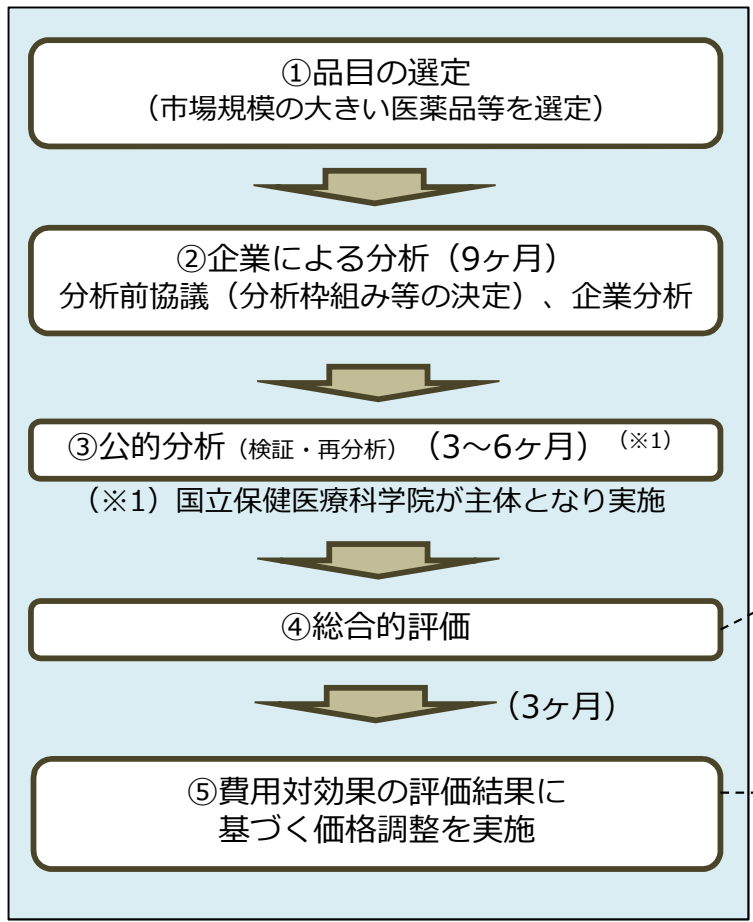 ①品目の選定
（市場規模の大きい医薬品等を選定）
②企業による分析（9ヶ月）
分析前協議（分析枠組み等の決定）、企業分析
③公的分析（検証・再分析）（3～6ヶ月）（※1）
（※1）国立保健医療科学院が主体となり実施
④総合的評価
（3ヶ月）
⑤費用対効果の評価結果に
基づく価格調整を実施